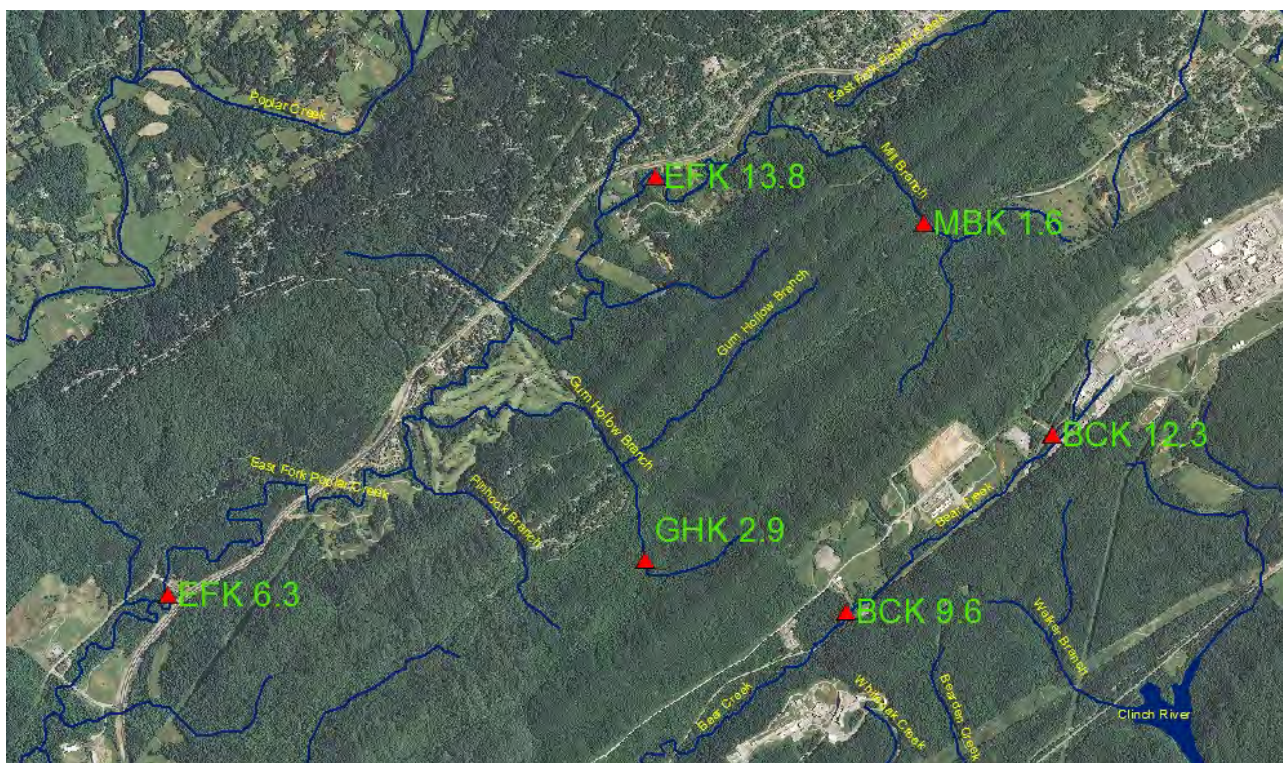 Poplar Creek
East Fork Poplar Creek
EFK 13.8
Mill Branch
MBK 1.6
Gum Hollow Branch
Gum Hollow Branch
BCK 12.3
East Fork Poplar Creek
Pinhook Branch
Bear Creek
GHK 2.9
EFK 6.3
BCK 9.6
Walker Branch
Bear Creek
Whiteoak Creek
Bearden Creek
Clinch River